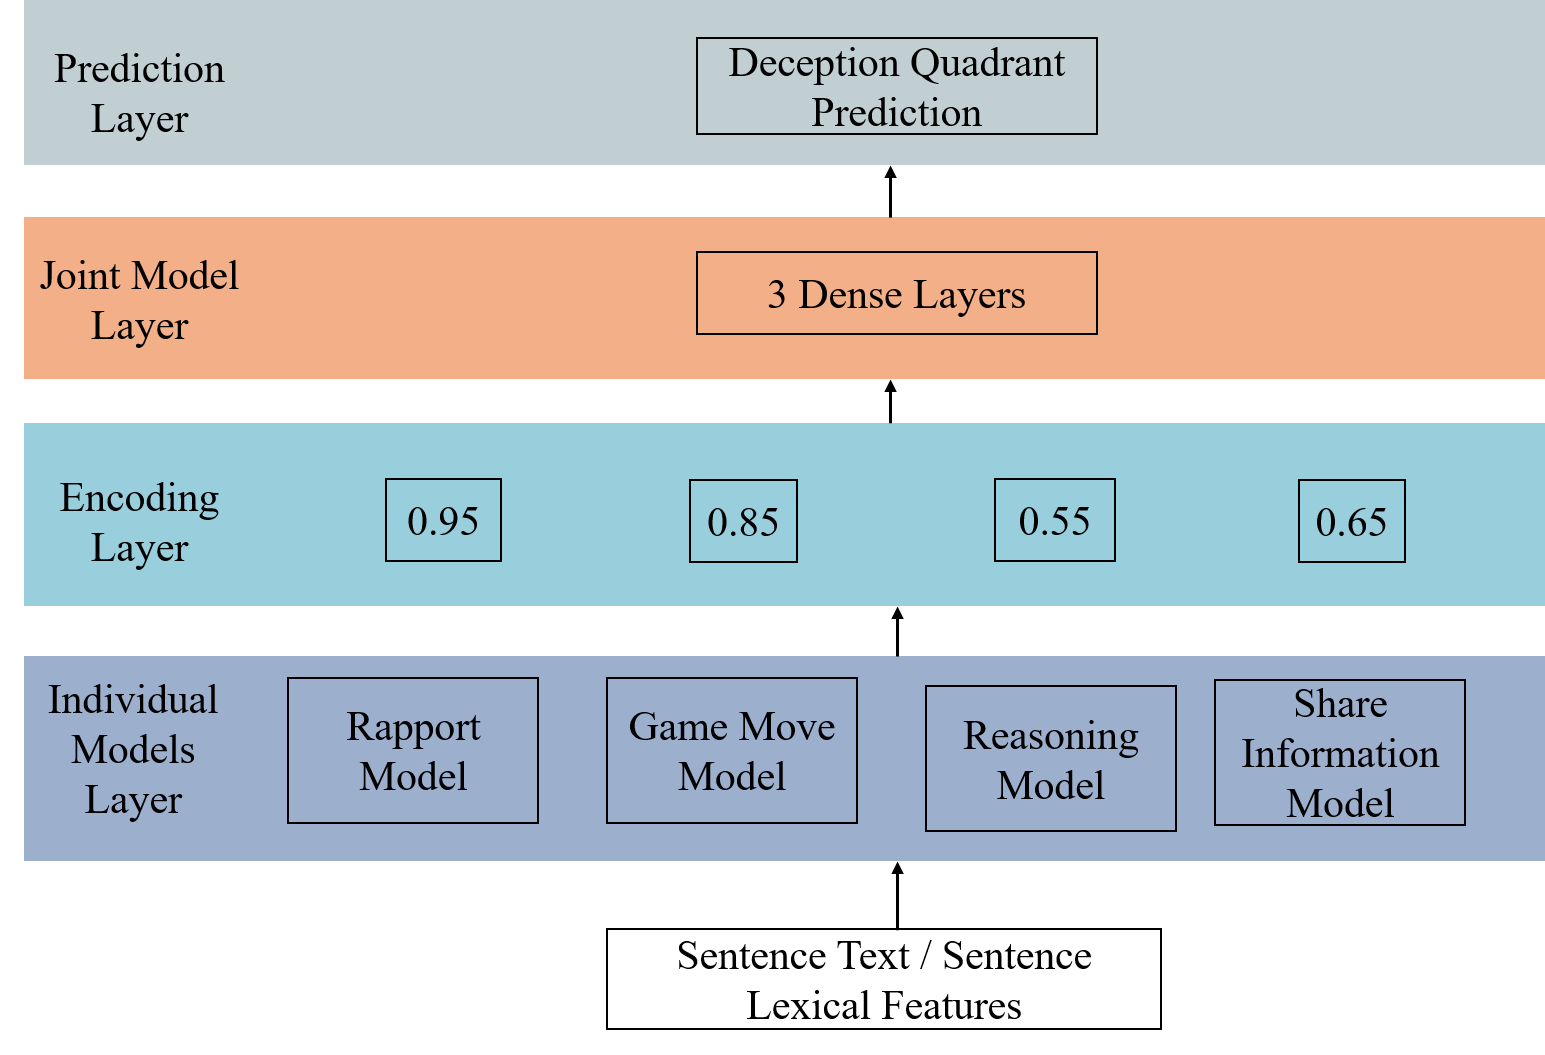 Prediction
Layer
Deception Quadrant
Prediction
Joint Model
Layer
3 Dense Layers
Encoding
Layer
0.95
0.85
0.55
0.65
Individual
Models
Layer
Rapport
Model
Game Move
Model
Reasoning
Model
Share
Information
Model
Sentence Text / Sentence
Lexical Features